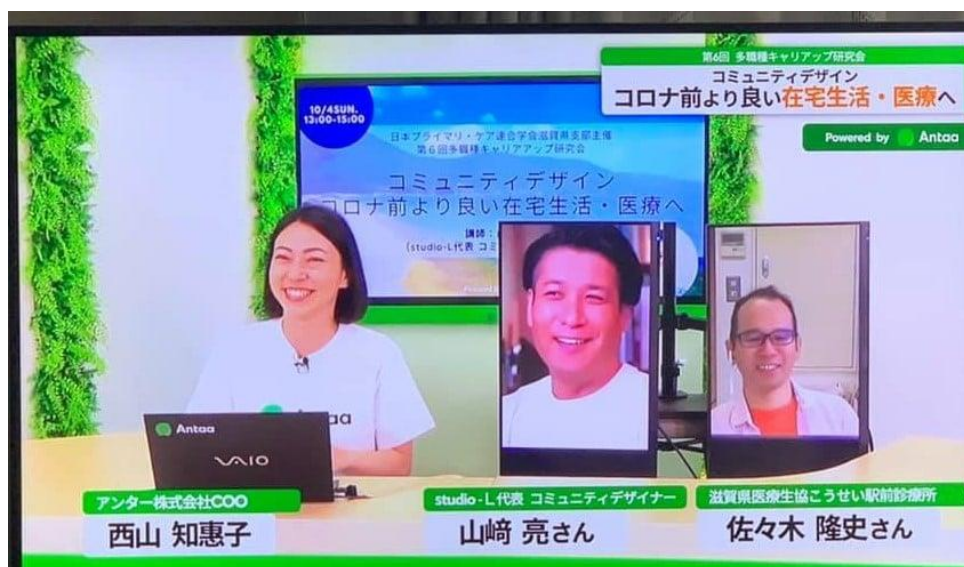 第6回 多職種キャリアアップ研究会
コミュニティデザイン
コロナ前より良い在宅生活・医療へ
Powered by Antaa
10/4SUN.
13:00-15:00
日本プライマリ・ケア連合学会滋賀県支部主催
第6回多職種キャリアアップ研究会
コミュニティデザイン
コロナ前より良い在宅生活・医療へ
講師：
(studio-L代表 コミ
Antaa
Antaa
VAIO
アンター株式会社COO
西山 知惠子
studio-L代表 コミュニティデザイナー
山﨑 亮さん
滋賀県医療生協こうせい駅前診療所
佐々木 隆史さん